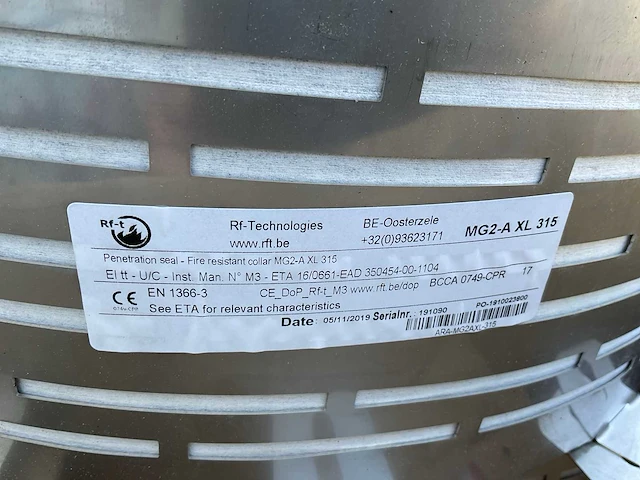 Rf-t
Rf-Technologies BE-Oosterzele MG2-A XL 315
www.rft.be +32(0)93623171
Penetration seal - Fire resistant collar MG2-A XL 315
EI tt - U/C - Inst. Man. N° M3 - ETA 16/0661-EAD 350454-00-1104 BCCA 0749-CPR 17
CE EN 1366-3 CE_DoP_Rf-t_M3 www.rft.be/dop
0749-CPR See ETA for relevant characteristics
Date: 05/11/2019 Serialnr.: 191090 PO-1910023800
ARA-MG2AXL-315